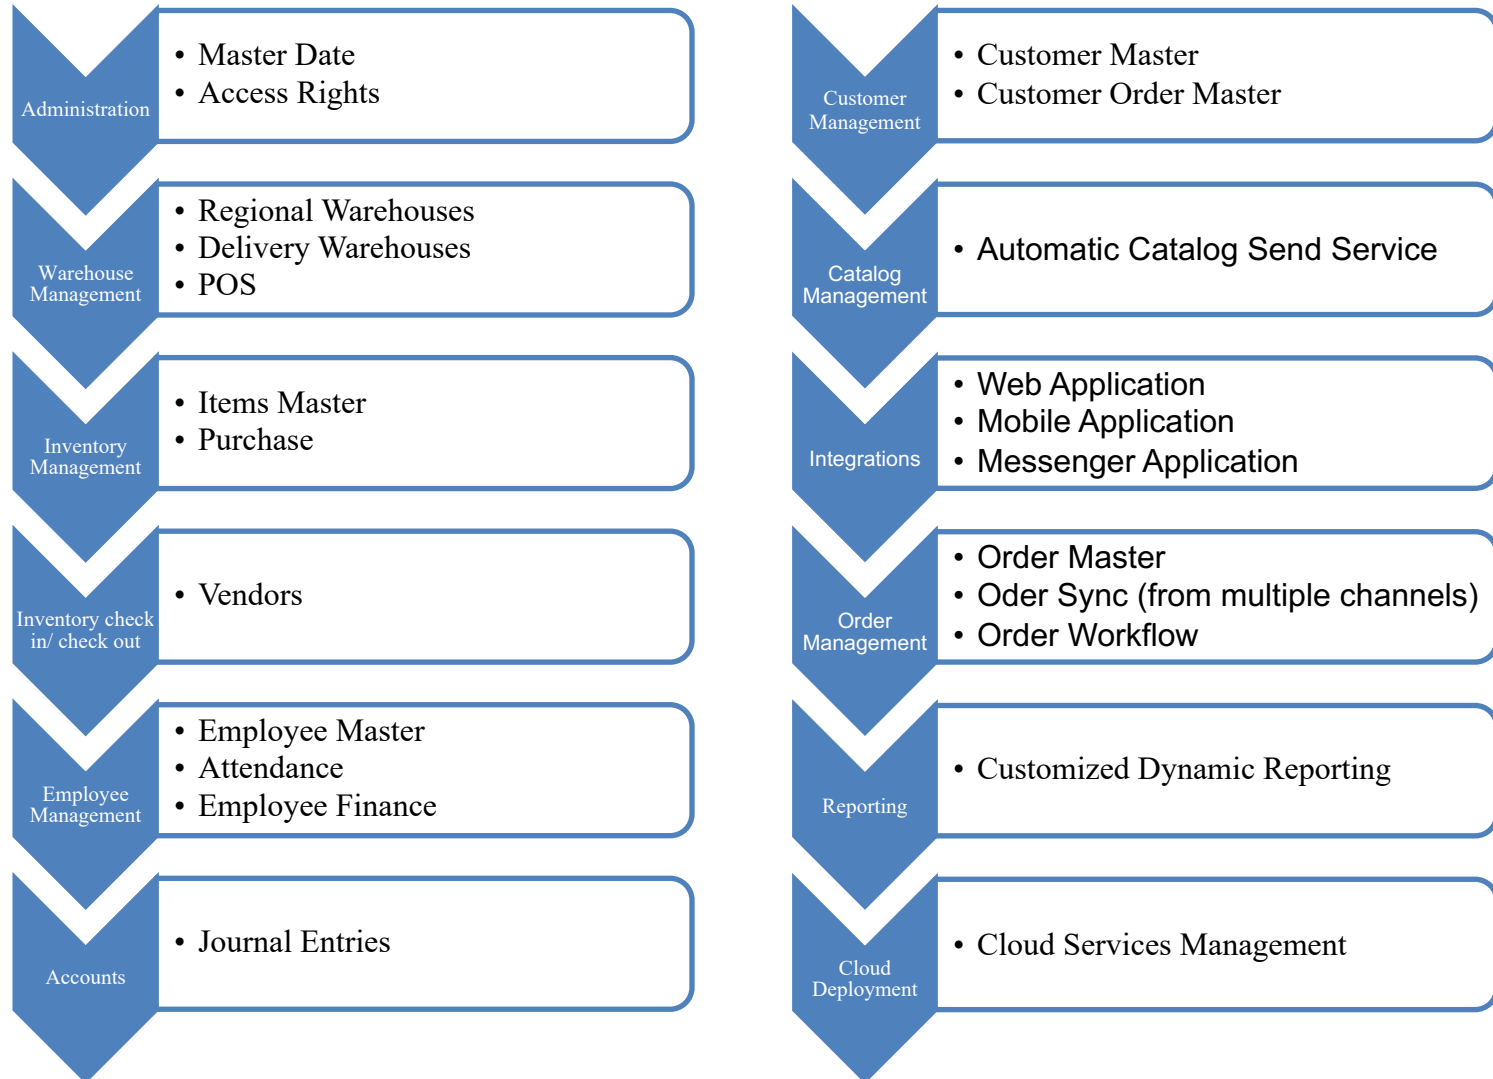 Administration
• Master Date
• Access Rights
Warehouse
Management
• Regional Warehouses
• Delivery Warehouses
• POS
Inventory
Management
• Items Master
• Purchase
Inventory check
in/ check out
• Vendors
Employee
Management
• Employee Master
• Attendance
• Employee Finance
Accounts
• Journal Entries
Customer
Management
• Customer Master
• Customer Order Master
Catalog
Management
• Automatic Catalog Send Service
Integrations
• Web Application
• Mobile Application
• Messenger Application
Order
Management
• Order Master
• Oder Sync (from multiple channels)
• Order Workflow
Reporting
• Customized Dynamic Reporting
Cloud
Deployment
• Cloud Services Management